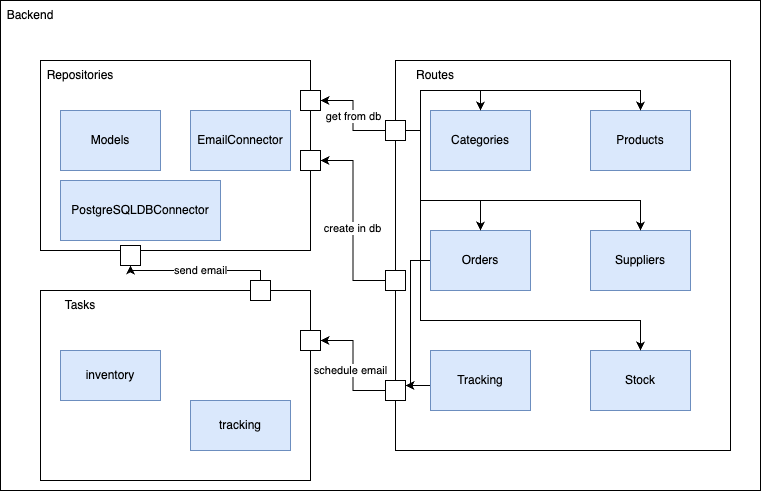 Backend
Repositories
Routes
Models
EmailConnector
get from db
Categories
Products
PostgreSQLDBConnector
create in db
Orders
Suppliers
send email
Tasks
schedule email
inventory
Tracking
Stock
tracking